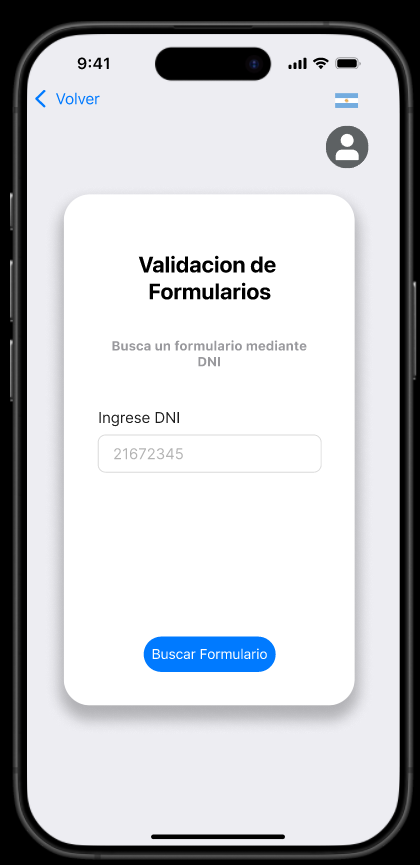 9:41
Volver
Validacion de
Formularios
Busca un formulario mediante
DNI
Ingrese DNI
21672345
Buscar Formulario